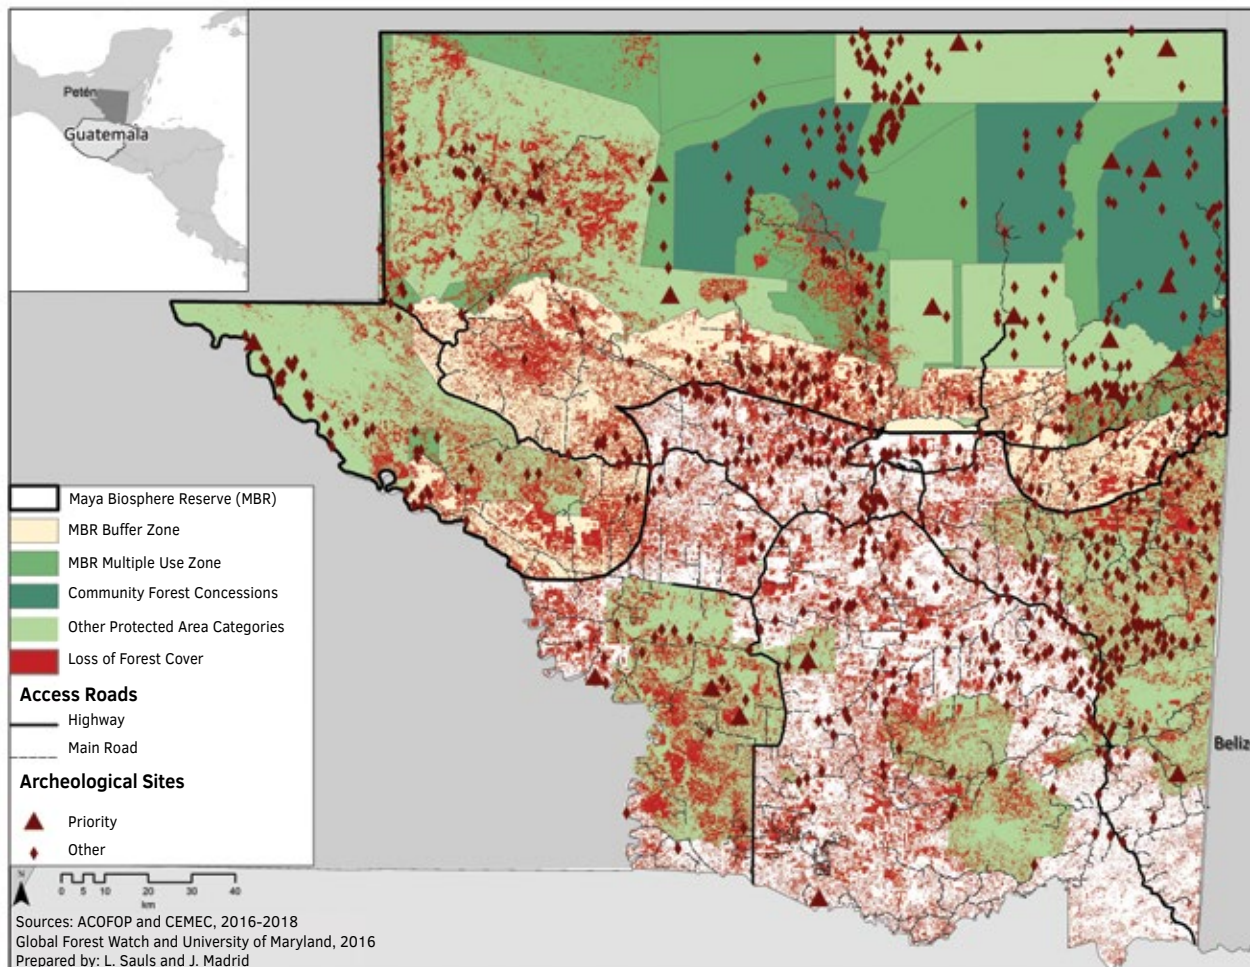 Petén
Guatemala
Maya Biosphere Reserve (MBR)
MBR Buffer Zone
MBR Multiple Use Zone
Community Forest Concessions
Other Protected Area Categories
Loss of Forest Cover
Access Roads
Highway
Main Road
Archeological Sites
Priority
Other
Beliz
N
0 5 10 20 30 40
km
Sources: ACOFOP and CEMEC, 2016-2018
Global Forest Watch and University of Maryland, 2016
Prepared by: L. Sauls and J. Madrid